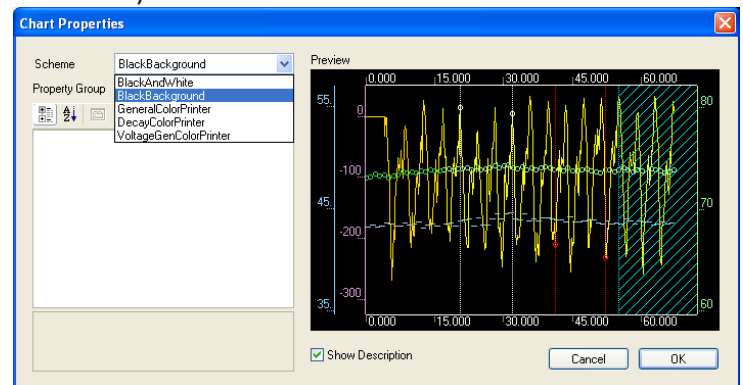 Chart Properties
Scheme
BlackBackground
BlackAndWhite
BlackBackground
GeneralColorPrinter
DecayColorPrinter
VoltageGenColorPrinter
Property Group
Preview
0.000 15.000 30.000 45.000 60.000
55. 0 80
-100
45. 70
-200
-300
35. 60
0.000 15.000 30.000 45.000 60.000
Show Description
Cancel
OK